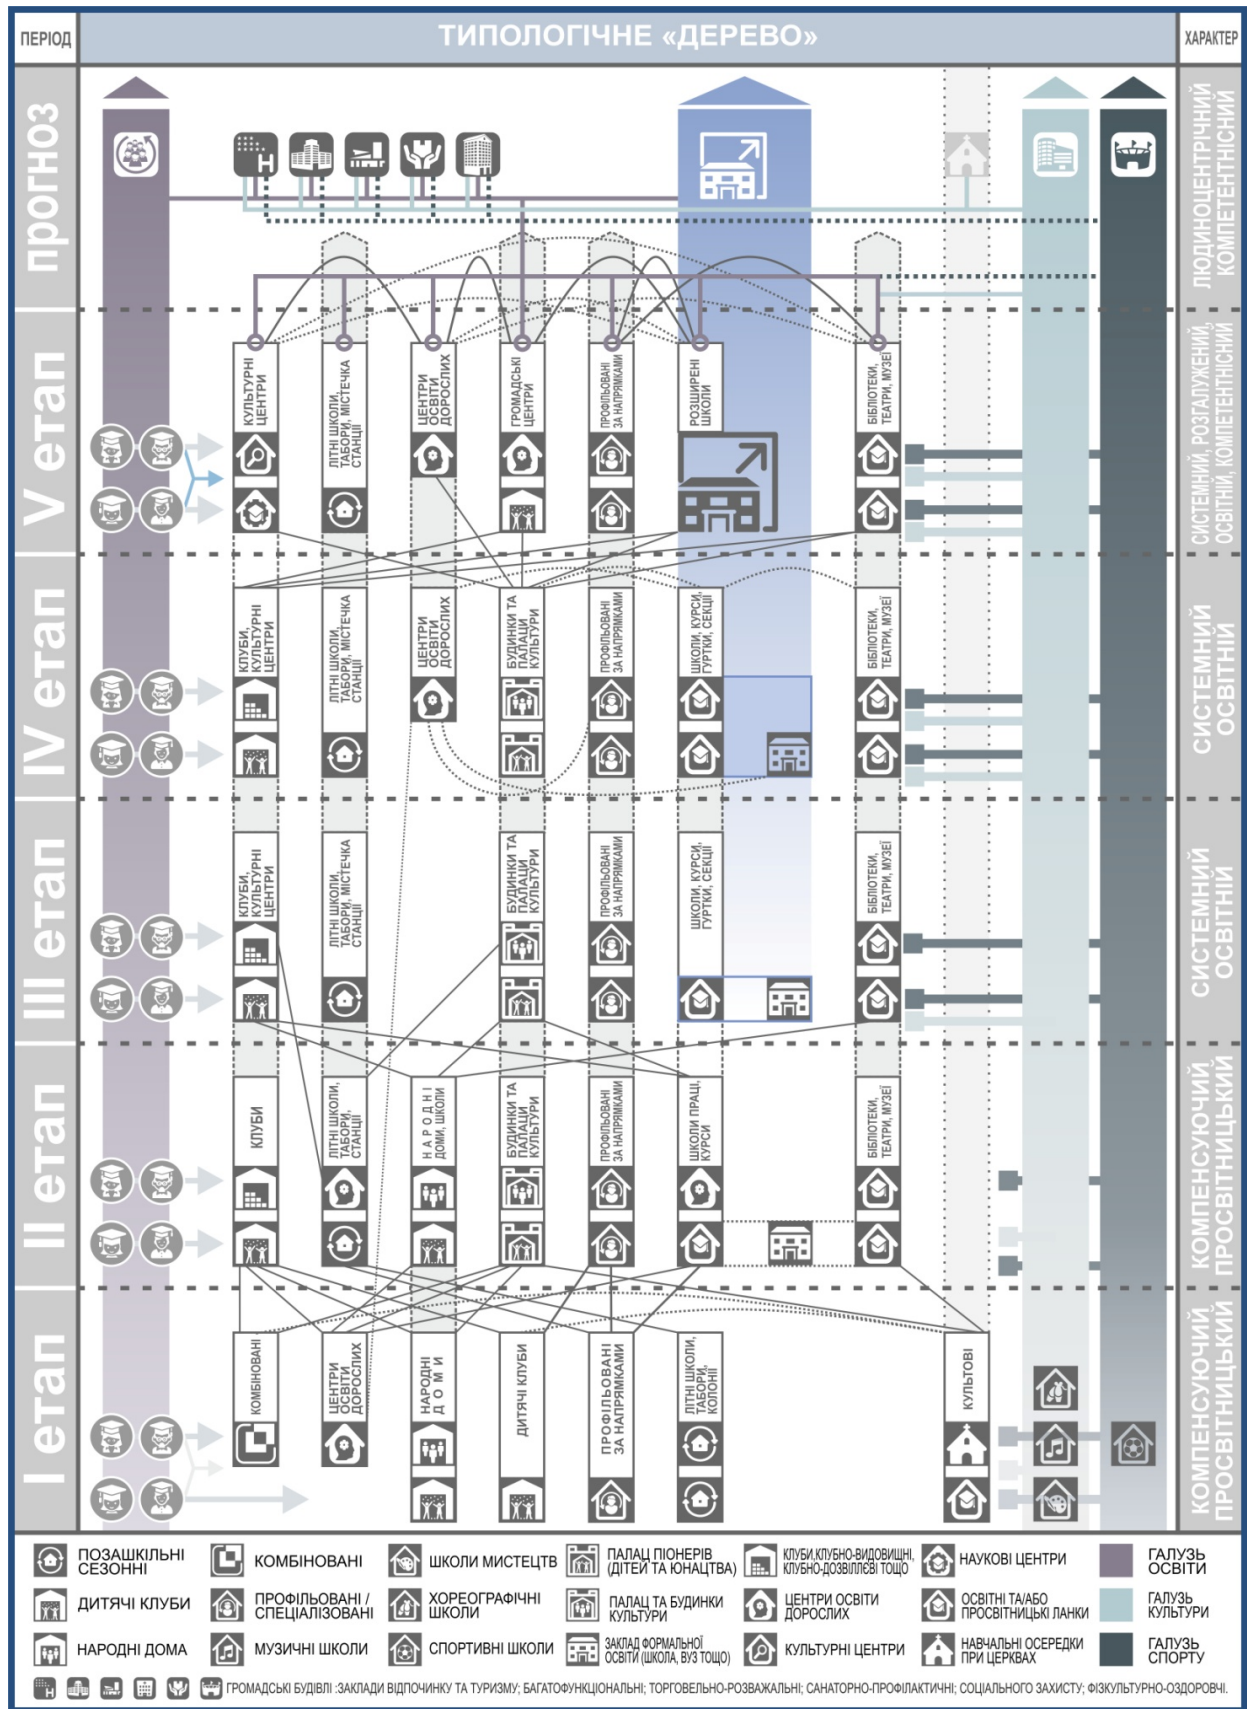 ПЕРІОД
ТИПОЛОГІЧНЕ «ДЕРЕВО»
ХАРАКТЕР
прогноз
ЛЮДИНОЦЕНТРІЧНИЙ
КОМПЕТЕНТНІСНИЙ
V етап
КУЛЬТУРНІ
ЦЕНТРИ
ЛІТНІ ШКОЛИ,
ТАБОРИ, МІСТЕЧКА,
СТАНЦІЇ
ЦЕНТРИ
ОСВІТИ
ДОРОСЛИХ
ГРОМАДСЬКІ
ЦЕНТРИ
ПРОФІЛЬОВАНІ
ЗА НАПРЯМКАМИ
РОЗШИРЕНІ
ШКОЛИ
БІБЛІОТЕКИ,
ТЕАТРИ, МУЗЕЇ
СИСТЕМНИЙ, РОЗГАЛУЖЕНИЙ,
ОСВІТНІЙ, КОМПЕТЕНТНІСНИЙ
IV етап
КЛУБИ,
КУЛЬТУРНІ
ЦЕНТРИ
ЛІТНІ ШКОЛИ,
ТАБОРИ, МІСТЕЧКА
СТАНЦІЇ
ЦЕНТРИ
ОСВІТИ
ДОРОСЛИХ
БУДИНКИ ТА
ПАЛАЦИ
КУЛЬТУРИ
ПРОФІЛЬОВАНІ
ЗА НАПРЯМКАМИ
ШКОЛИ, КУРСИ,
ГУРТКИ, СЕКЦІЇ
БІБЛІОТЕКИ,
ТЕАТРИ, МУЗЕЇ
СИСТЕМНИЙ
ОСВІТНІЙ
III етап
КЛУБИ,
КУЛЬТУРНІ
ЦЕНТРИ
ЛІТНІ ШКОЛИ,
ТАБОРИ, МІСТЕЧКА
СТАНЦІЇ
БУДИНКИ ТА
ПАЛАЦИ
КУЛЬТУРИ
ПРОФІЛЬОВАНІ
ЗА НАПРЯМКАМИ
ШКОЛИ, КУРСИ,
ГУРТКИ, СЕКЦІЇ
БІБЛІОТЕКИ,
ТЕАТРИ, МУЗЕЇ
СИСТЕМНИЙ
ОСВІТНІЙ
II етап
КЛУБИ
ЛІТНІ ШКОЛИ,
ТАБОРИ,
СТАНЦІЇ
НАРОДНІ
ДОМИ, ШКОЛИ
БУДИНКИ ТА
ПАЛАЦИ
КУЛЬТУРИ
ПРОФІЛЬОВАНІ
ЗА НАПРЯМКАМИ
ШКОЛИ ПРАЦІ,
КУРСИ
БІБЛІОТЕКИ,
ТЕАТРИ, МУЗЕЇ
КОМПЕНСУЮЧИЙ
ПРОСВІТНИЦЬКИЙ
I етап
КОМБІНОВАНІ
ЦЕНТРИ
ОСВІТИ
ДОРОСЛИХ
НАРОДНІ
ДОМИ
ДИТЯЧІ КЛУБИ
ПРОФІЛЬОВАНІ
ЗА НАПРЯМКАМИ
ЛІТНІ ШКОЛИ,
ТАБОРИ,
КОЛОНІЇ
КУЛЬТОВІ
КОМПЕНСУЮЧИЙ
ПРОСВІТНИЦЬКИЙ
ПОЗАШКІЛЬНІ
СЕЗОННІ
КОМБІНОВАНІ
ШКОЛИ МИСТЕЦТВ
ПАЛАЦ ПІОНЕРІВ
(ДІТЕЙ ТА ЮНАЦТВА)
КЛУБИ,КЛУБНО-ВИДОВИЩНІ,
КЛУБНО-ДОЗВІЛЛЄВІ ТОЩО
НАУКОВІ ЦЕНТРИ
ГАЛУЗЬ
ОСВІТИ
ДИТЯЧІ КЛУБИ
ПРОФІЛЬОВАНІ /
СПЕЦІАЛІЗОВАНІ
ХОРЕОГРАФІЧНІ
ШКОЛИ
ПАЛАЦ ТА БУДИНКИ
КУЛЬТУРИ
ЦЕНТРИ ОСВІТИ
ДОРОСЛИХ
ОСВІТНІ ТА/АБО
ПРОСВІТНИЦЬКІ ЛАНКИ
ГАЛУЗЬ
КУЛЬТУРИ
НАРОДНІ ДОМА
МУЗИЧНІ ШКОЛИ
СПОРТИВНІ ШКОЛИ
ЗАКЛАД ФОРМАЛЬНОЇ
ОСВІТИ (ШКОЛА, ВУЗ ТОЩО)
КУЛЬТУРНІ ЦЕНТРИ
НАВЧАЛЬНІ ОСЕРЕДКИ
ПРИ ЦЕРКВАХ
ГАЛУЗЬ
СПОРТУ
ГРОМАДСЬКІ БУДІВЛІ :ЗАКЛАДИ ВІДПОЧИНКУ ТА ТУРИЗМУ; БАГАТОФУНКЦІОНАЛЬНІ; ТОРГОВЕЛЬНО-РОЗВАЖАЛЬНІ; САНАТОРНО-ПРОФІЛАКТИЧНІ; СОЦІАЛЬНОГО ЗАХИСТУ; ФІЗКУЛЬТУРНО-ОЗДОРОВЧІ.